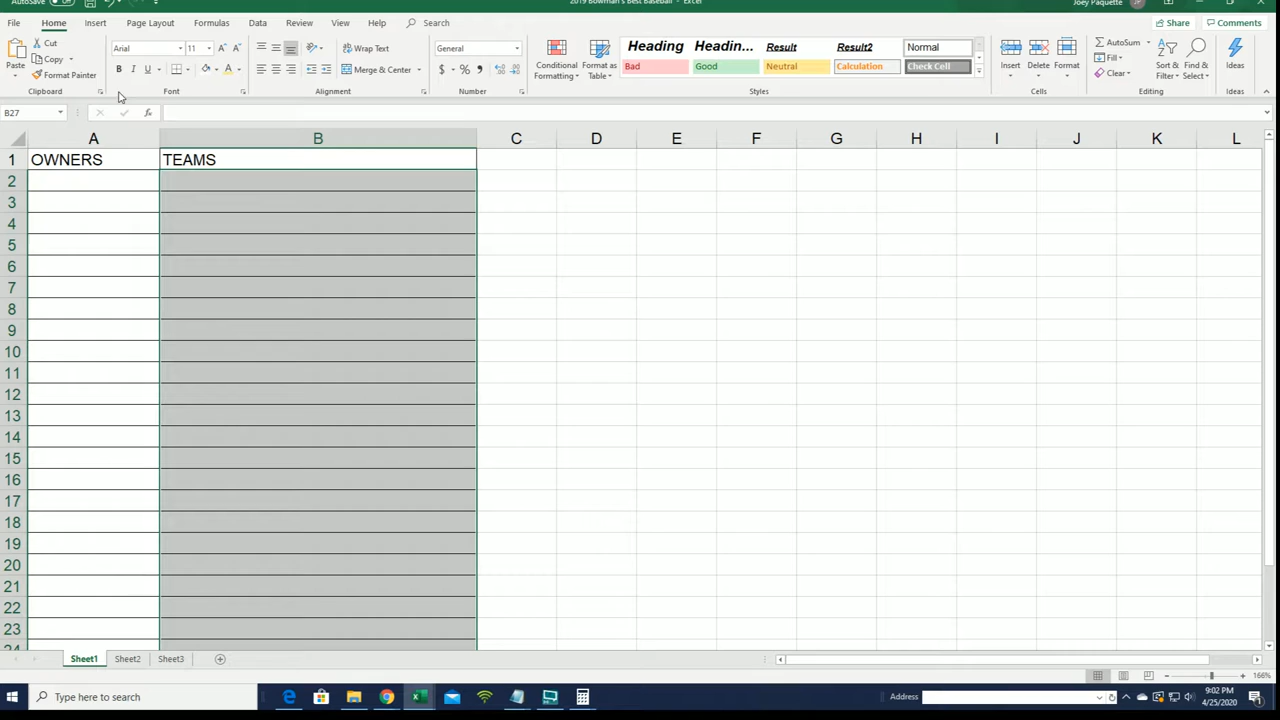 AutoSave
2019 Bowman's Best Baseball - Excel
Joey Paquette
File Home Insert Page Layout Formulas Data Review View Help Search
Share Comments
Cut
Copy
Format Painter
Paste
Arial 11
B I U
Wrap Text
Merge & Center
General
$ % ,
Conditional Formatting
Format as Table
Heading Headin... Result Result2 Normal
Bad Good Neutral Calculation Check Cell
Insert Delete Format
AutoSum
Fill
Clear
Sort & Filter
Find & Select
Ideas
Clipboard Font Alignment Number Styles Cells Editing Ideas
B27 fx
A B C D E F G H I J K L
1 OWNERS TEAMS
2
3
4
5
6
7
8
9
10
11
12
13
14
15
16
17
18
19
20
21
22
23
24
Sheet1 Sheet2 Sheet3
166%
Type here to search
Address
9:02 PM
4/25/2020